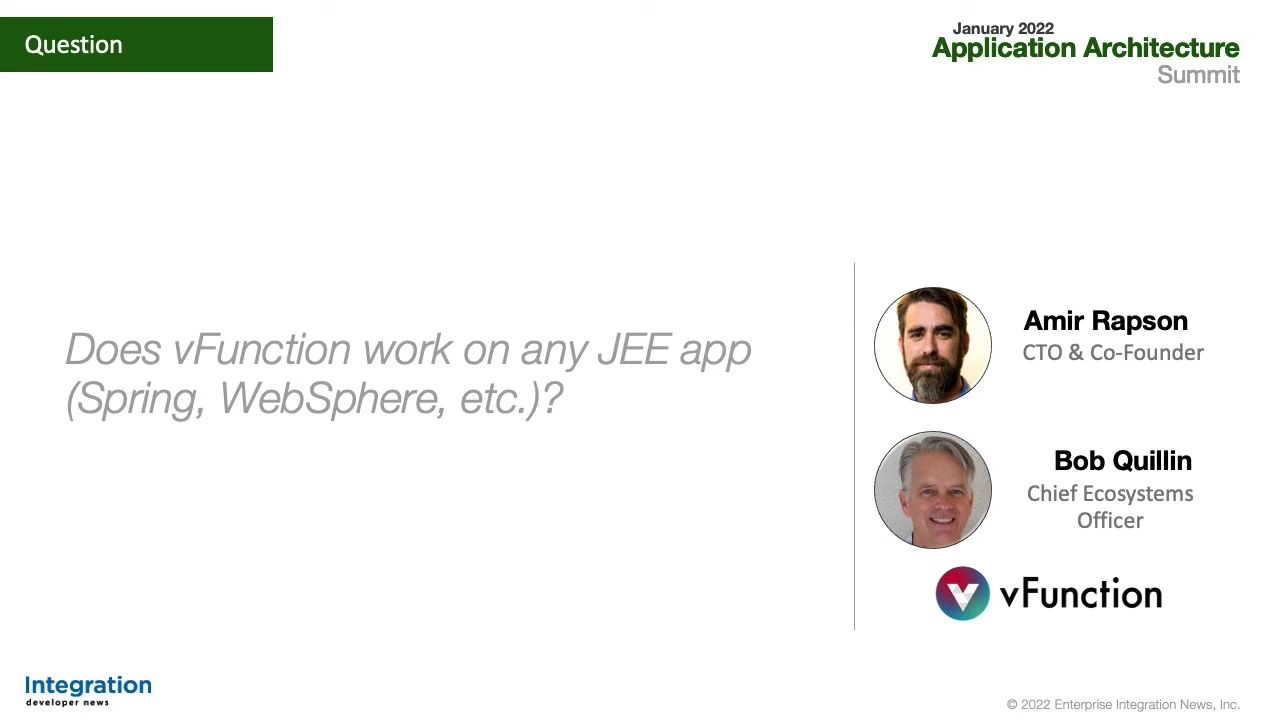 Question
January 2022
Application Architecture
Summit
Does vFunction work on any JEE app
(Spring, WebSphere, etc.)?
Amir Rapson
CTO & Co-Founder
Bob Quillin
Chief Ecosystems
Officer
vFunction
Integration
developer news
© 2022 Enterprise Integration News, Inc.